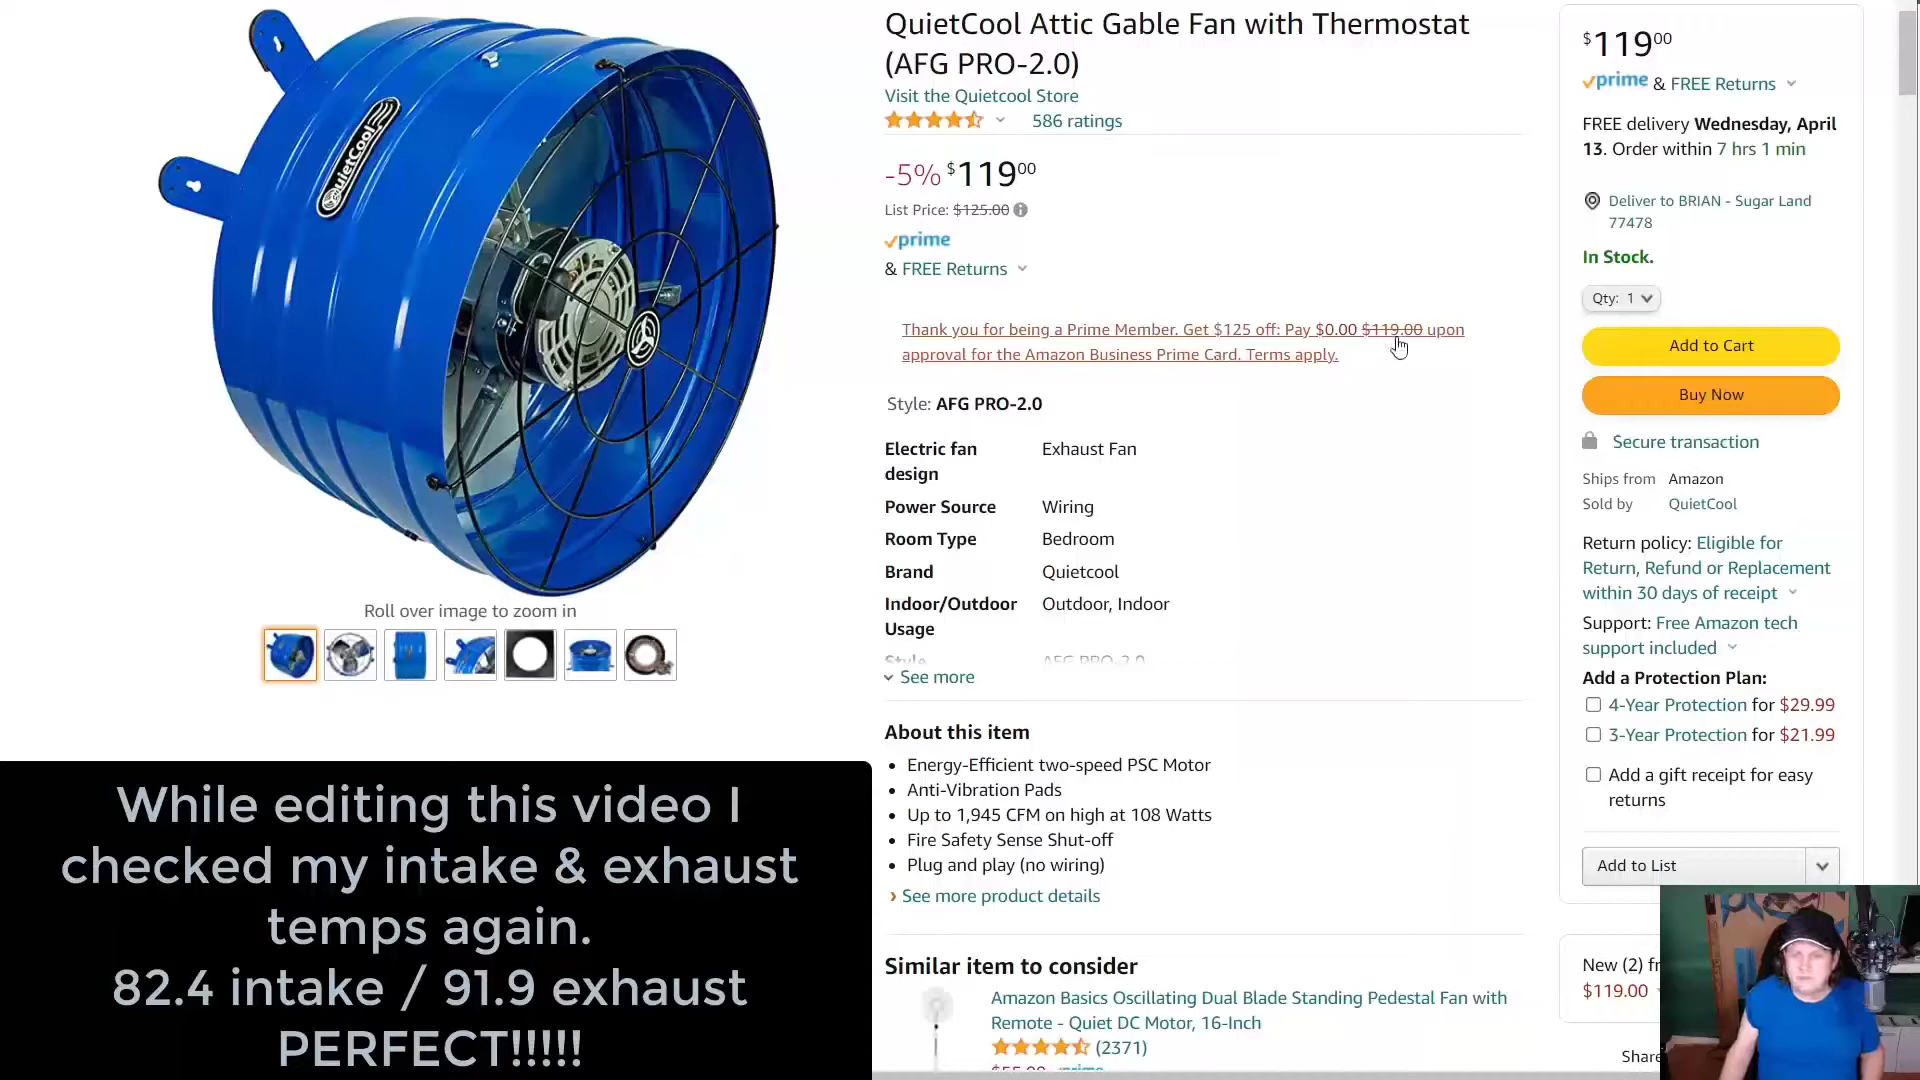 QuietCool
Roll over image to zoom in
While editing this video I
checked my intake & exhaust
temps again.
82.4 intake / 91.9 exhaust
PERFECT!!!!!
QuietCool Attic Gable Fan with Thermostat
(AFG PRO-2.0)
Visit the Quietcool Store
586 ratings
-5% $11900
List Price: $125.00
prime
& FREE Returns
Thank you for being a Prime Member. Get $125 off: Pay $0.00 $119.00 upon
approval for the Amazon Business Prime Card. Terms apply.
Style: AFG PRO-2.0
Electric fan Exhaust Fan
design
Power Source Wiring
Room Type Bedroom
Brand Quietcool
Indoor/Outdoor Outdoor, Indoor
Usage
Style AFG PRO-2.0
See more
About this item
• Energy-Efficient two-speed PSC Motor
• Anti-Vibration Pads
• Up to 1,945 CFM on high at 108 Watts
• Fire Safety Sense Shut-off
• Plug and play (no wiring)
› See more product details
Similar item to consider
Amazon Basics Oscillating Dual Blade Standing Pedestal Fan with
Remote - Quiet DC Motor, 16-Inch
(2371)
$11900
prime & FREE Returns
FREE delivery Wednesday, April
13. Order within 7 hrs 1 min
Deliver to BRIAN - Sugar Land
77478
In Stock.
Qty: 1
Add to Cart
Buy Now
Secure transaction
Ships from Amazon
Sold by QuietCool
Return policy: Eligible for
Return, Refund or Replacement
within 30 days of receipt
Support: Free Amazon tech
support included
Add a Protection Plan:
4-Year Protection for $29.99
3-Year Protection for $21.99
Add a gift receipt for easy
returns
Add to List
New (2) fr
$119.00
Share